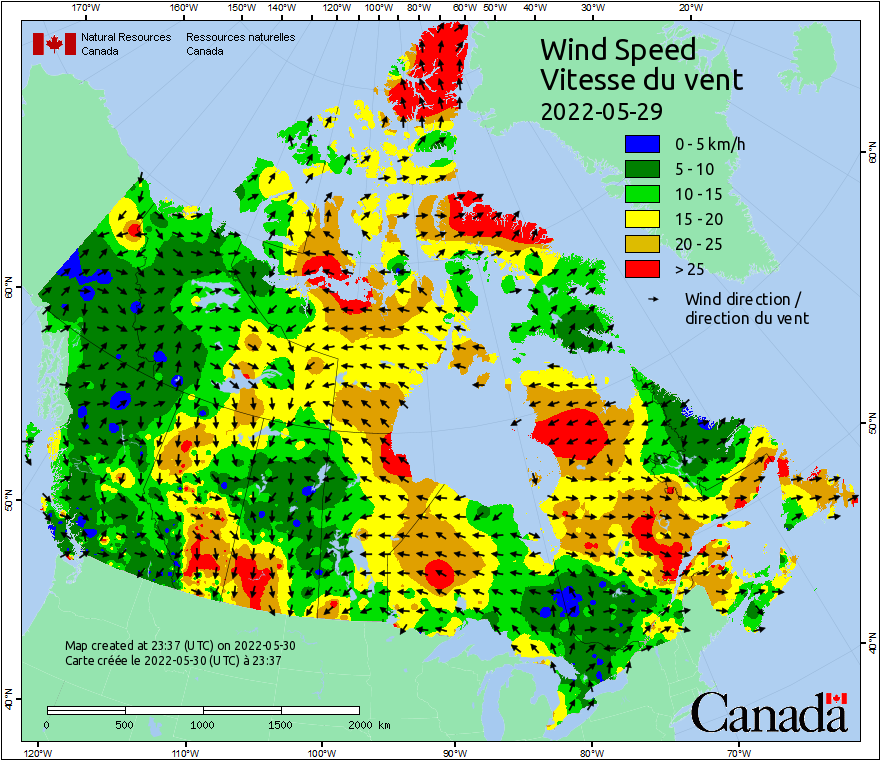 170°W 160°W 150°W 140°W 130°W 120°W 110°W 100°W 80°W 60°W 50°W 40°W 30°W 20°W
Natural Resources Canada
Ressources naturelles Canada
Wind Speed
Vitesse du vent
2022-05-29
0 - 5 km/h
5 - 10
10 - 15
15 - 20
20 - 25
> 25
Wind direction /
direction du vent
60°N
50°N
40°N
60°N
50°N
40°N
Map created at 23:37 (UTC) on 2022-05-30
Carte créée le 2022-05-30 (UTC) à 23:37
0 500 1000 1500 2000 km
Canada
120°W 110°W 100°W 90°W 80°W 70°W